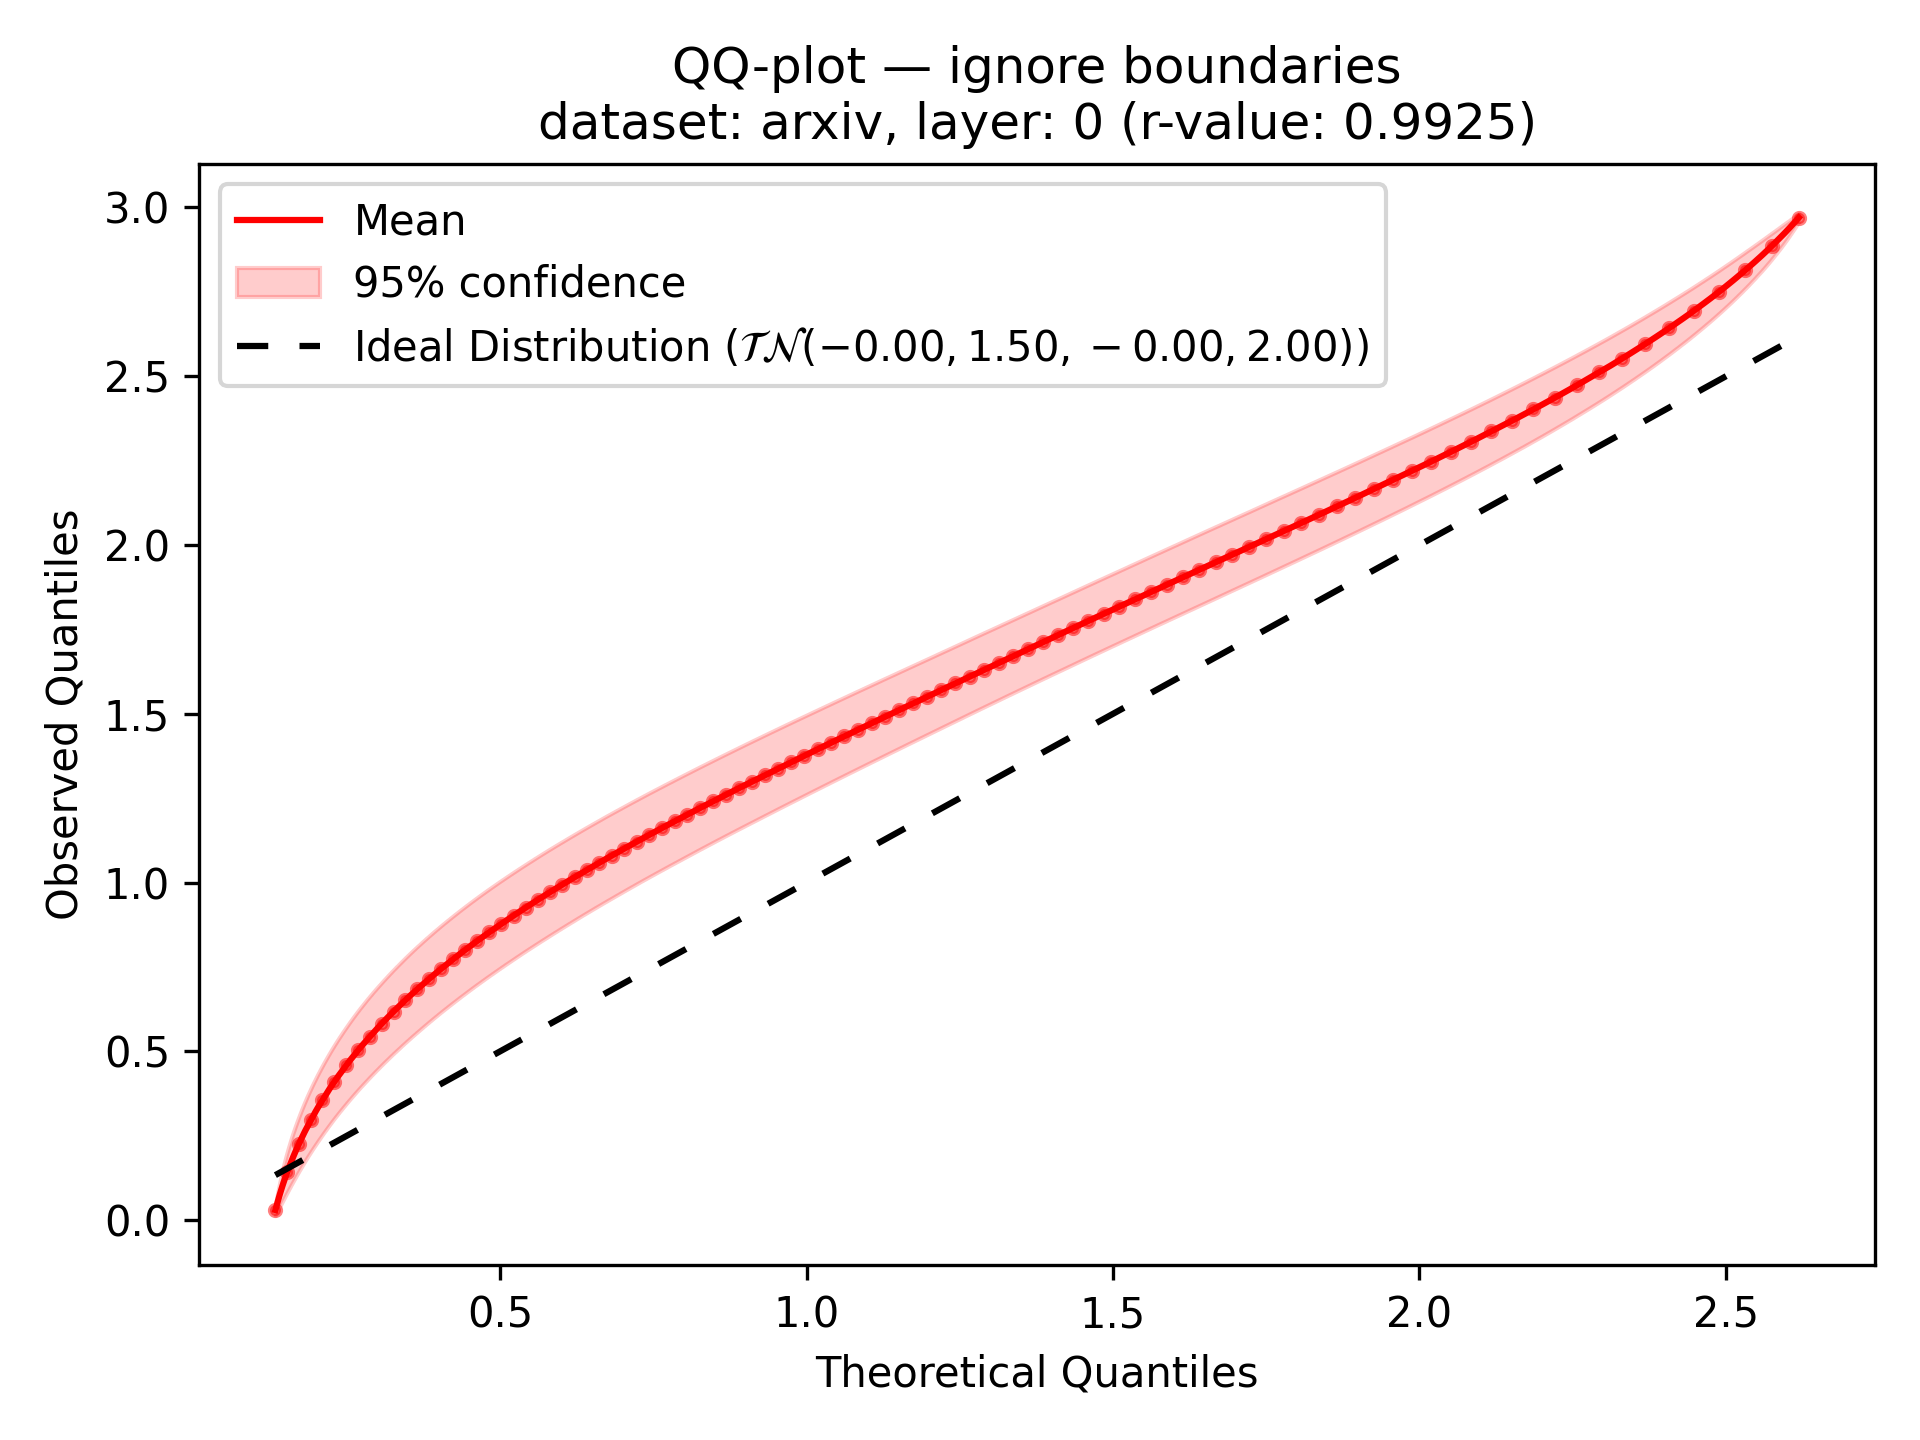 QQ-plot — ignore boundaries
dataset: arxiv, layer: 0 (r-value: 0.9925)
Mean
95% confidence
Ideal Distribution (𝒯𝒩(−0.00, 1.50, −0.00, 2.00))
3.0
2.5
2.0
1.5
1.0
0.5
0.0
Observed Quantiles
0.5
1.0
1.5
2.0
2.5
Theoretical Quantiles